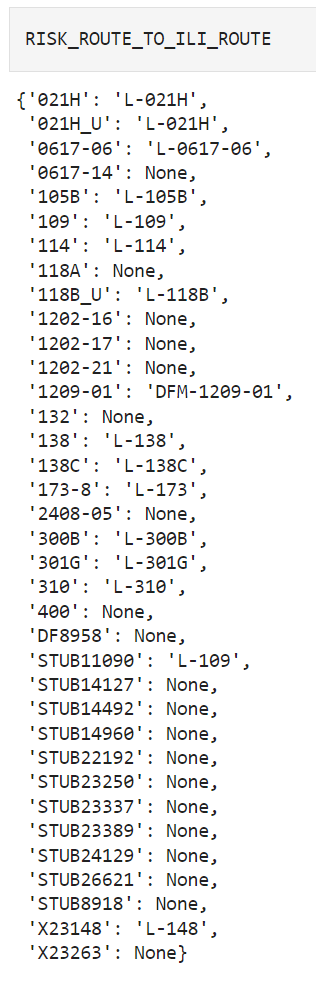 RISK_ROUTE_TO_ILI_ROUTE
{'021H': 'L-021H',
'021H_U': 'L-021H',
'0617-06': 'L-0617-06',
'0617-14': None,
'105B': 'L-105B',
'109': 'L-109',
'114': 'L-114',
'118A': None,
'118B_U': 'L-118B',
'1202-16': None,
'1202-17': None,
'1202-21': None,
'1209-01': 'DFM-1209-01',
'132': None,
'138': 'L-138',
'138C': 'L-138C',
'173-8': 'L-173',
'2408-05': None,
'300B': 'L-300B',
'301G': 'L-301G',
'310': 'L-310',
'400': None,
'DF8958': None,
'STUB11090': 'L-109',
'STUB14127': None,
'STUB14492': None,
'STUB14960': None,
'STUB22192': None,
'STUB23250': None,
'STUB23337': None,
'STUB23389': None,
'STUB24129': None,
'STUB26621': None,
'STUB8918': None,
'X23148': 'L-148',
'X23263': None}